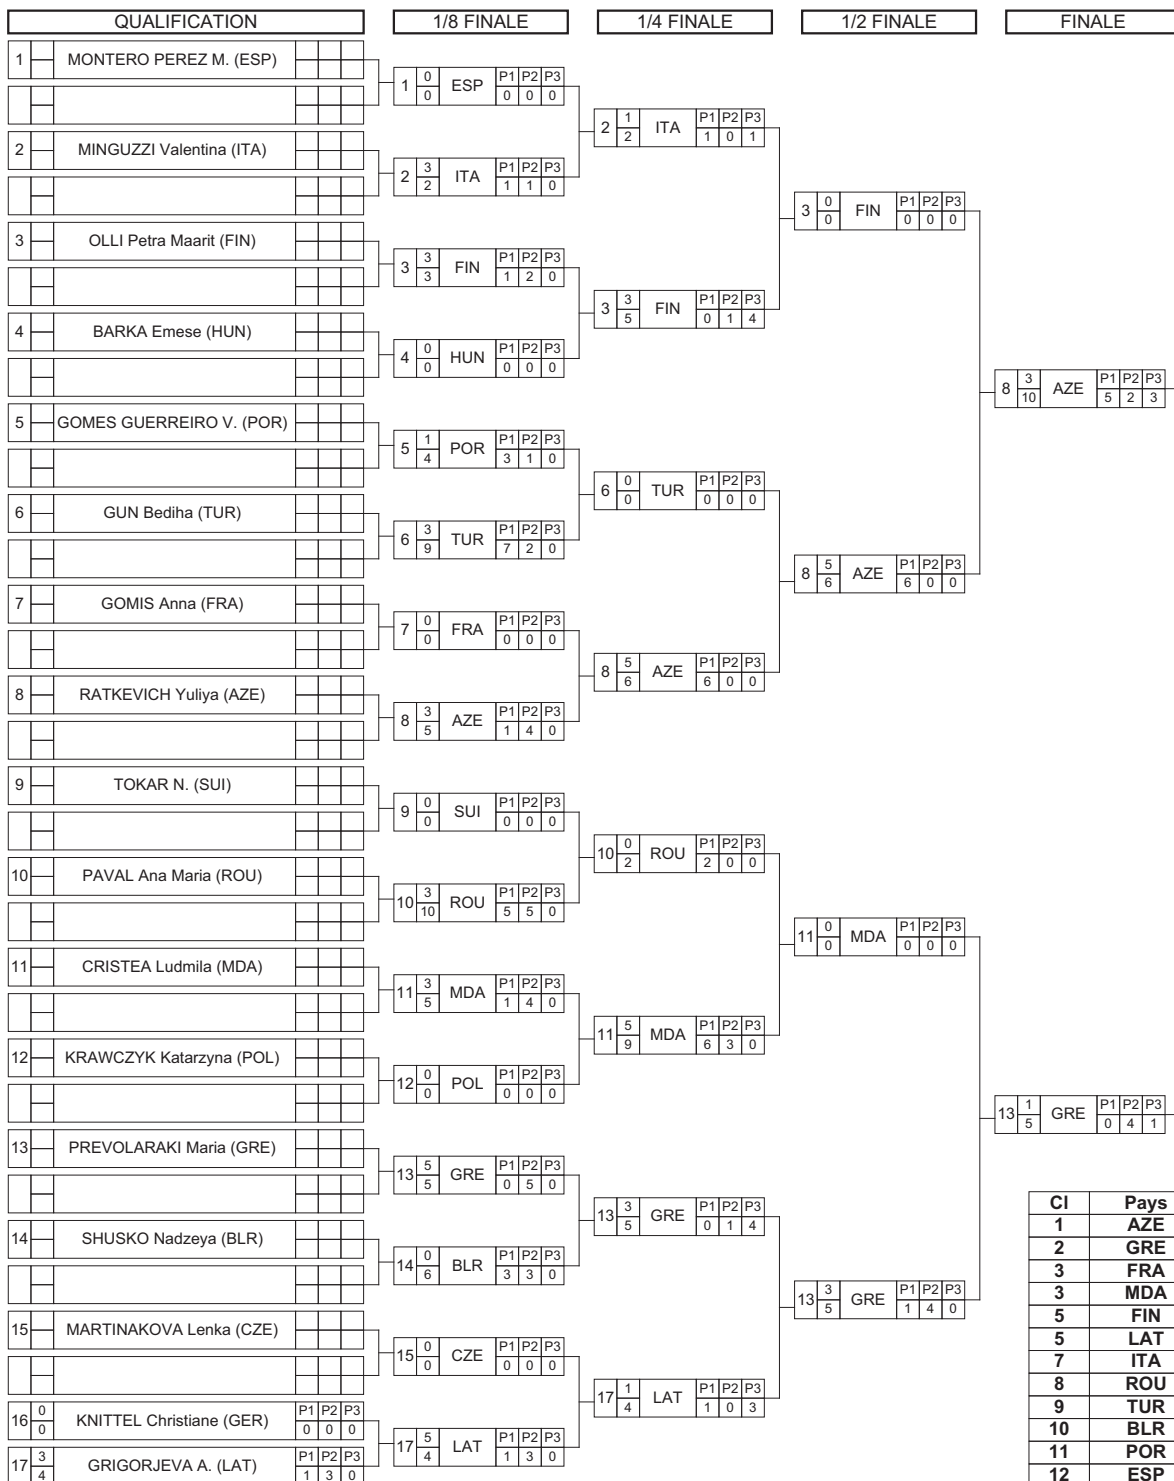 QUALIFICATION 1/8 FINALE 1/4 FINALE 1/2 FINALE FINALE
1 MONTERO PEREZ M. (ESP)
1 0 0 ESP P1 P2 P3 0 0 0
2 1 2 ITA P1 P2 P3 1 0 1
2 MINGUZZI Valentina (ITA)
2 3 2 ITA P1 P2 P3 1 1 0
3 0 0 FIN P1 P2 P3 0 0 0
3 OLLI Petra Maarit (FIN)
3 3 3 FIN P1 P2 P3 1 2 0
3 3 5 FIN P1 P2 P3 0 1 4
4 BARKA Emese (HUN)
4 0 0 HUN P1 P2 P3 0 0 0
8 3 10 AZE P1 P2 P3 5 2 3
5 GOMES GUERREIRO V. (POR)
5 1 4 POR P1 P2 P3 3 1 0
6 0 0 TUR P1 P2 P3 0 0 0
6 GUN Bediha (TUR)
6 3 9 TUR P1 P2 P3 7 2 0
8 5 6 AZE P1 P2 P3 6 0 0
7 GOMIS Anna (FRA)
7 0 0 FRA P1 P2 P3 0 0 0
8 5 6 AZE P1 P2 P3 6 0 0
8 RATKEVICH Yuliya (AZE)
8 3 5 AZE P1 P2 P3 1 4 0
9 TOKAR N. (SUI)
9 0 0 SUI P1 P2 P3 0 0 0
10 0 2 ROU P1 P2 P3 2 0 0
10 PAVAL Ana Maria (ROU)
10 3 10 ROU P1 P2 P3 5 5 0
11 0 0 MDA P1 P2 P3 0 0 0
11 CRISTEA Ludmila (MDA)
11 3 5 MDA P1 P2 P3 1 4 0
11 5 9 MDA P1 P2 P3 6 3 0
12 KRAWCZYK Katarzyna (POL)
12 0 0 POL P1 P2 P3 0 0 0
13 1 5 GRE P1 P2 P3 0 4 1
13 PREVOLARAKI Maria (GRE)
13 5 5 GRE P1 P2 P3 0 5 0
13 3 5 GRE P1 P2 P3 0 1 4
14 SHUSKO Nadzeya (BLR)
14 0 6 BLR P1 P2 P3 3 3 0
13 3 5 GRE P1 P2 P3 1 4 0
15 MARTINAKOVA Lenka (CZE)
15 0 0 CZE P1 P2 P3 0 0 0
17 1 4 LAT P1 P2 P3 1 0 3
16 0 0 KNITTEL Christiane (GER) P1 P2 P3 0 0 0
17 5 4 LAT P1 P2 P3 1 3 0
17 3 4 GRIGORJEVA A. (LAT) P1 P2 P3 1 3 0
Cl Pays
1 AZE
2 GRE
3 FRA
3 MDA
5 FIN
5 LAT
7 ITA
8 ROU
9 TUR
10 BLR
11 POR
12 ESP